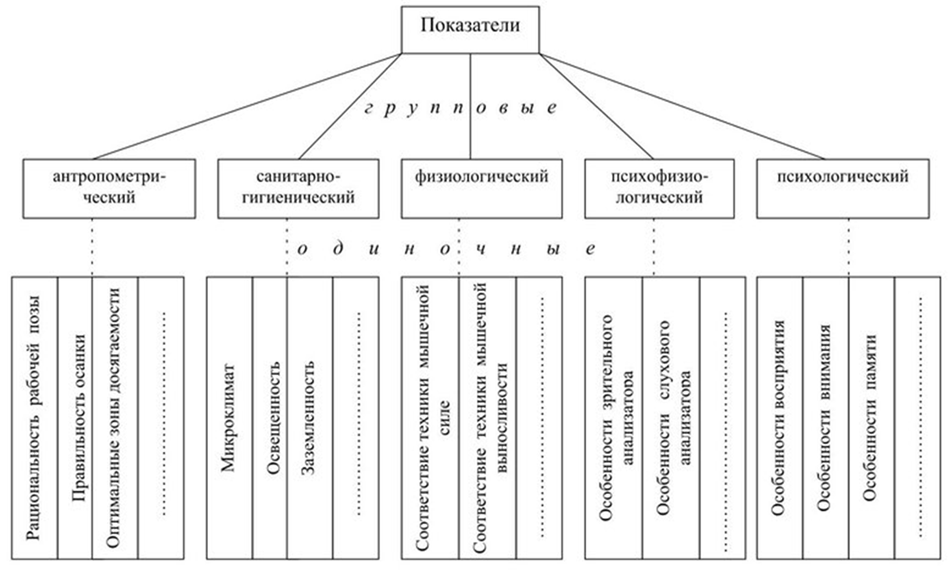 Показатели
г р у п п о в ы е
антропометри-
ческий
санитарно-
гигиенический
физиологический
психофизио-
логический
психологический
о д и н о ч н ы е
Рациональность рабочей позы
Правильность осанки
Оптимальные зоны досягаемости
Микроклимат
Освещенность
Заземленность
Соответствие техники мышечной
силе
Соответствие техники мышечной
выносливости
Особенности зрительного
анализатора
Особенности слухового
анализатора
Особенности восприятия
Особенности внимания
Особенности памяти